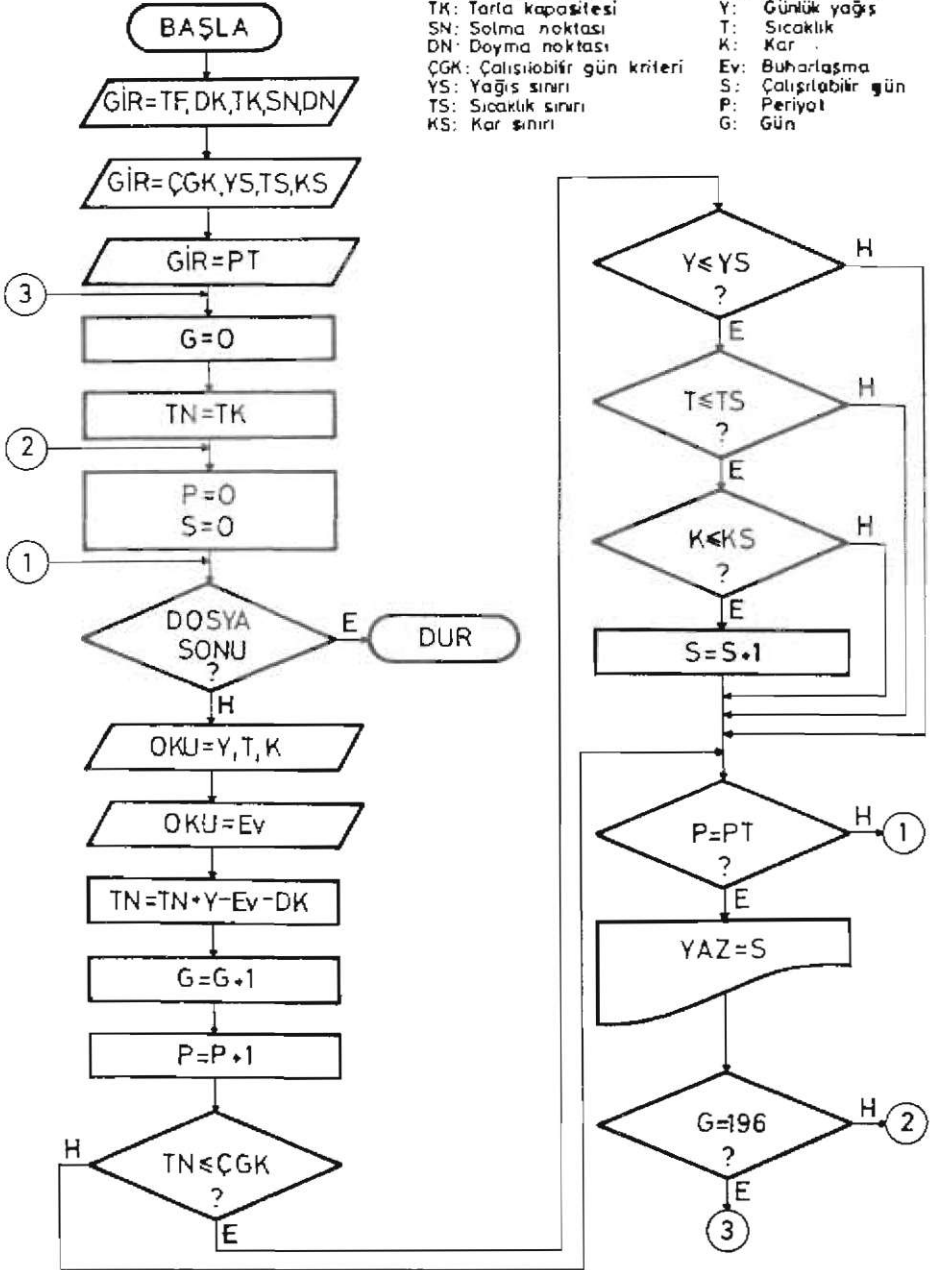 TK: Tarla kapasitesi
SN: Solma noktası
DN: Doyma noktası
ÇGK: Çalışılabilir gün kriteri
YS: Yağış sınırı
TS: Sıcaklık sınırı
KS: Kar sınırı
Y: Günlük yağış
T: Sıcaklık
K: Kar
Ev: Buharlaşma
S: Çalışılabilir gün
P: Periyot
G: Gün
BAŞLA
GİR=TF,DK,TK,SN,DN
GİR=ÇGK,YS,TS,KS
GİR=PT
3
G=0
TN=TK
2
P=0
S=0
1
DOSYA
SONU
?
E
DUR
H
OKU=Y,T,K
OKU=Ev
TN=TN+Y-Ev-DK
G=G+1
P=P+1
H
TN≤ÇGK
?
E
Y≤YS
?
H
E
T≤TS
?
H
E
K≤KS
?
H
E
S=S+1
P=PT
?
H
1
E
YAZ=S
G=196
?
H
2
E
3